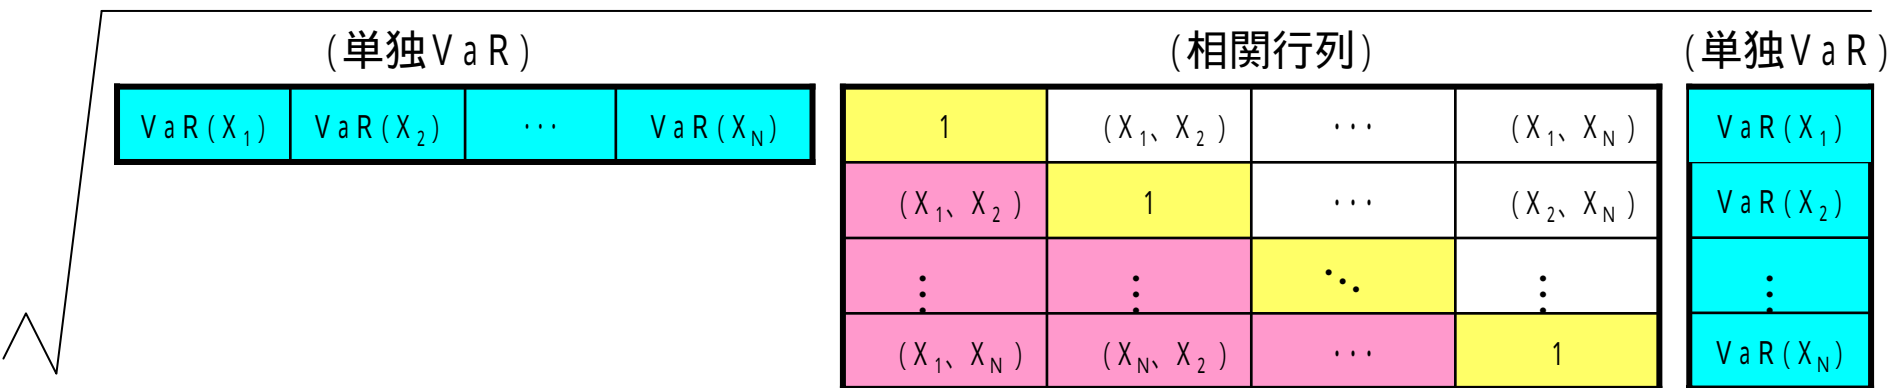 (単独VaR) (相関行列) (単独VaR)
VaR(X1) VaR(X2) ・・・ VaR(XN) 1 (X1、X2) ・・・ (X1、XN) VaR(X1)
(X1、X2) 1 ・・・ (X2、XN) VaR(X2)
⋮ ⋮ ⋱ ⋮ ⋮
(X1、XN) (XN、X2) ・・・ 1 VaR(XN)